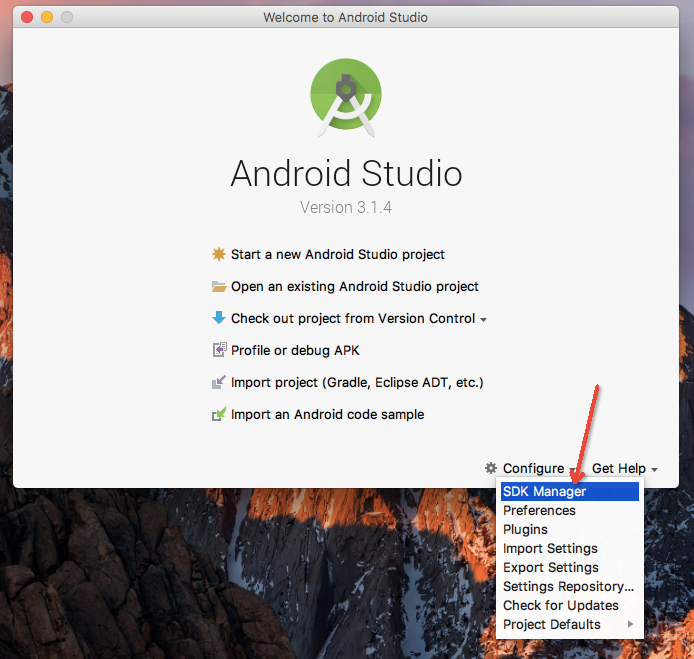 Welcome to Android Studio
Android Studio
Version 3.1.4
Start a new Android Studio project
Open an existing Android Studio project
Check out project from Version Control
Profile or debug APK
Import project (Gradle, Eclipse ADT, etc.)
Import an Android code sample
Configure Get Help
SDK Manager
Preferences
Plugins
Import Settings
Export Settings
Settings Repository...
Check for Updates
Project Defaults